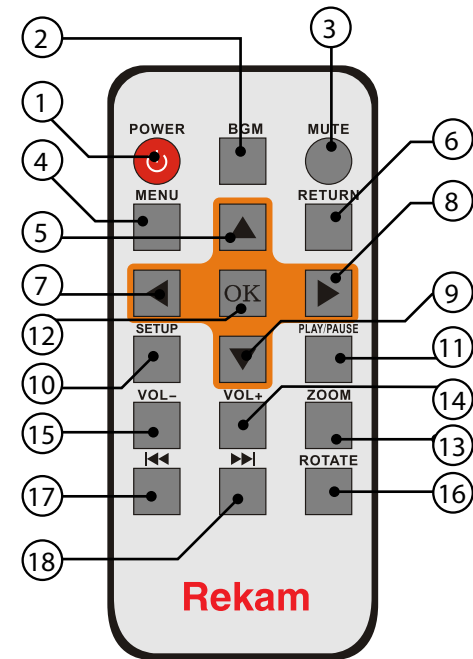 2
3
1
POWER
BGM
MUTE
6
4
MENU
RETURN
8
5
7
OK
9
12
SETUP
PLAY/PAUSE
10
11
VOL–
VOL+
ZOOM
14
15
13
ROTATE
17
16
18
Rekam